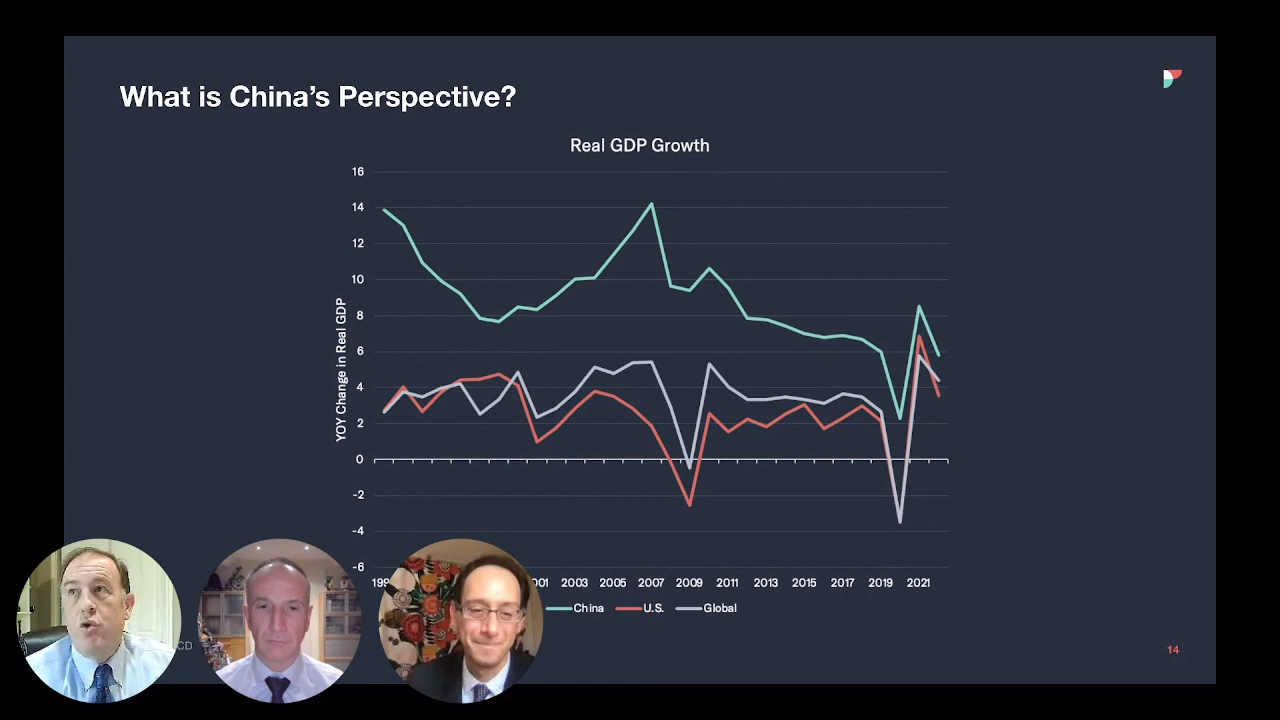 What is China's Perspective?
Real GDP Growth
16
14
12
10
8
6
4
2
0
-2
-4
-6
YOY Change in Real GDP
2003 2005 2007 2009 2011 2013 2015 2017 2019 2021
China U.S. Global
14